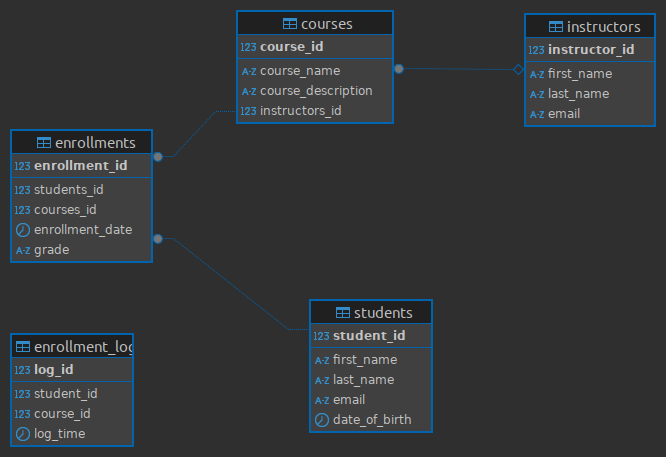 courses
123 course_id
A-Z course_name
A-Z course_description
123 instructors_id
instructors
123 instructor_id
A-Z first_name
A-Z last_name
A-Z email
enrollments
123 enrollment_id
123 students_id
123 courses_id
enrollment_date
A-Z grade
students
123 student_id
A-Z first_name
A-Z last_name
A-Z email
date_of_birth
enrollment_log
123 log_id
123 student_id
123 course_id
log_time